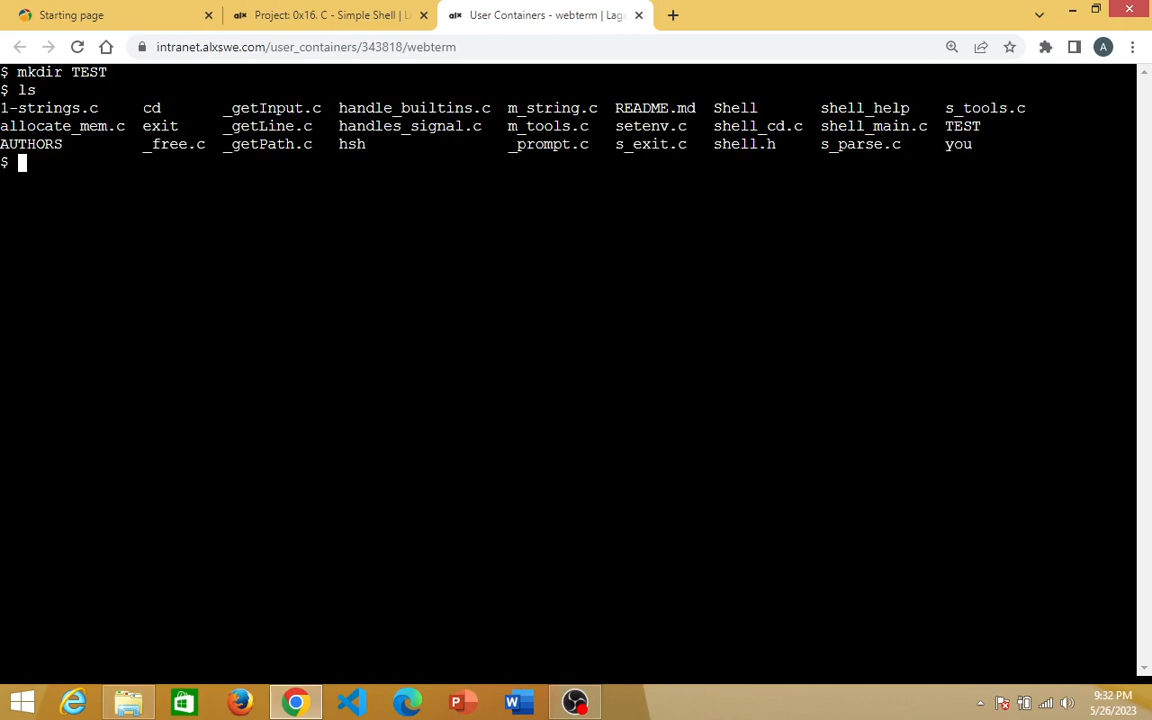 Starting page
Project: 0x16. C - Simple Shell | L
User Containers - webterm | Lag
intranet.alxswe.com/user_containers/343818/webterm
A
$ mkdir TEST
$ ls
1-strings.c cd _getInput.c handle_builtins.c m_string.c README.md Shell shell_help s_tools.c
allocate_mem.c exit _getLine.c handles_signal.c m_tools.c setenv.c shell_cd.c shell_main.c TEST
AUTHORS _free.c _getPath.c hsh _prompt.c s_exit.c shell.h s_parse.c you
$
9:32 PM
5/26/2023